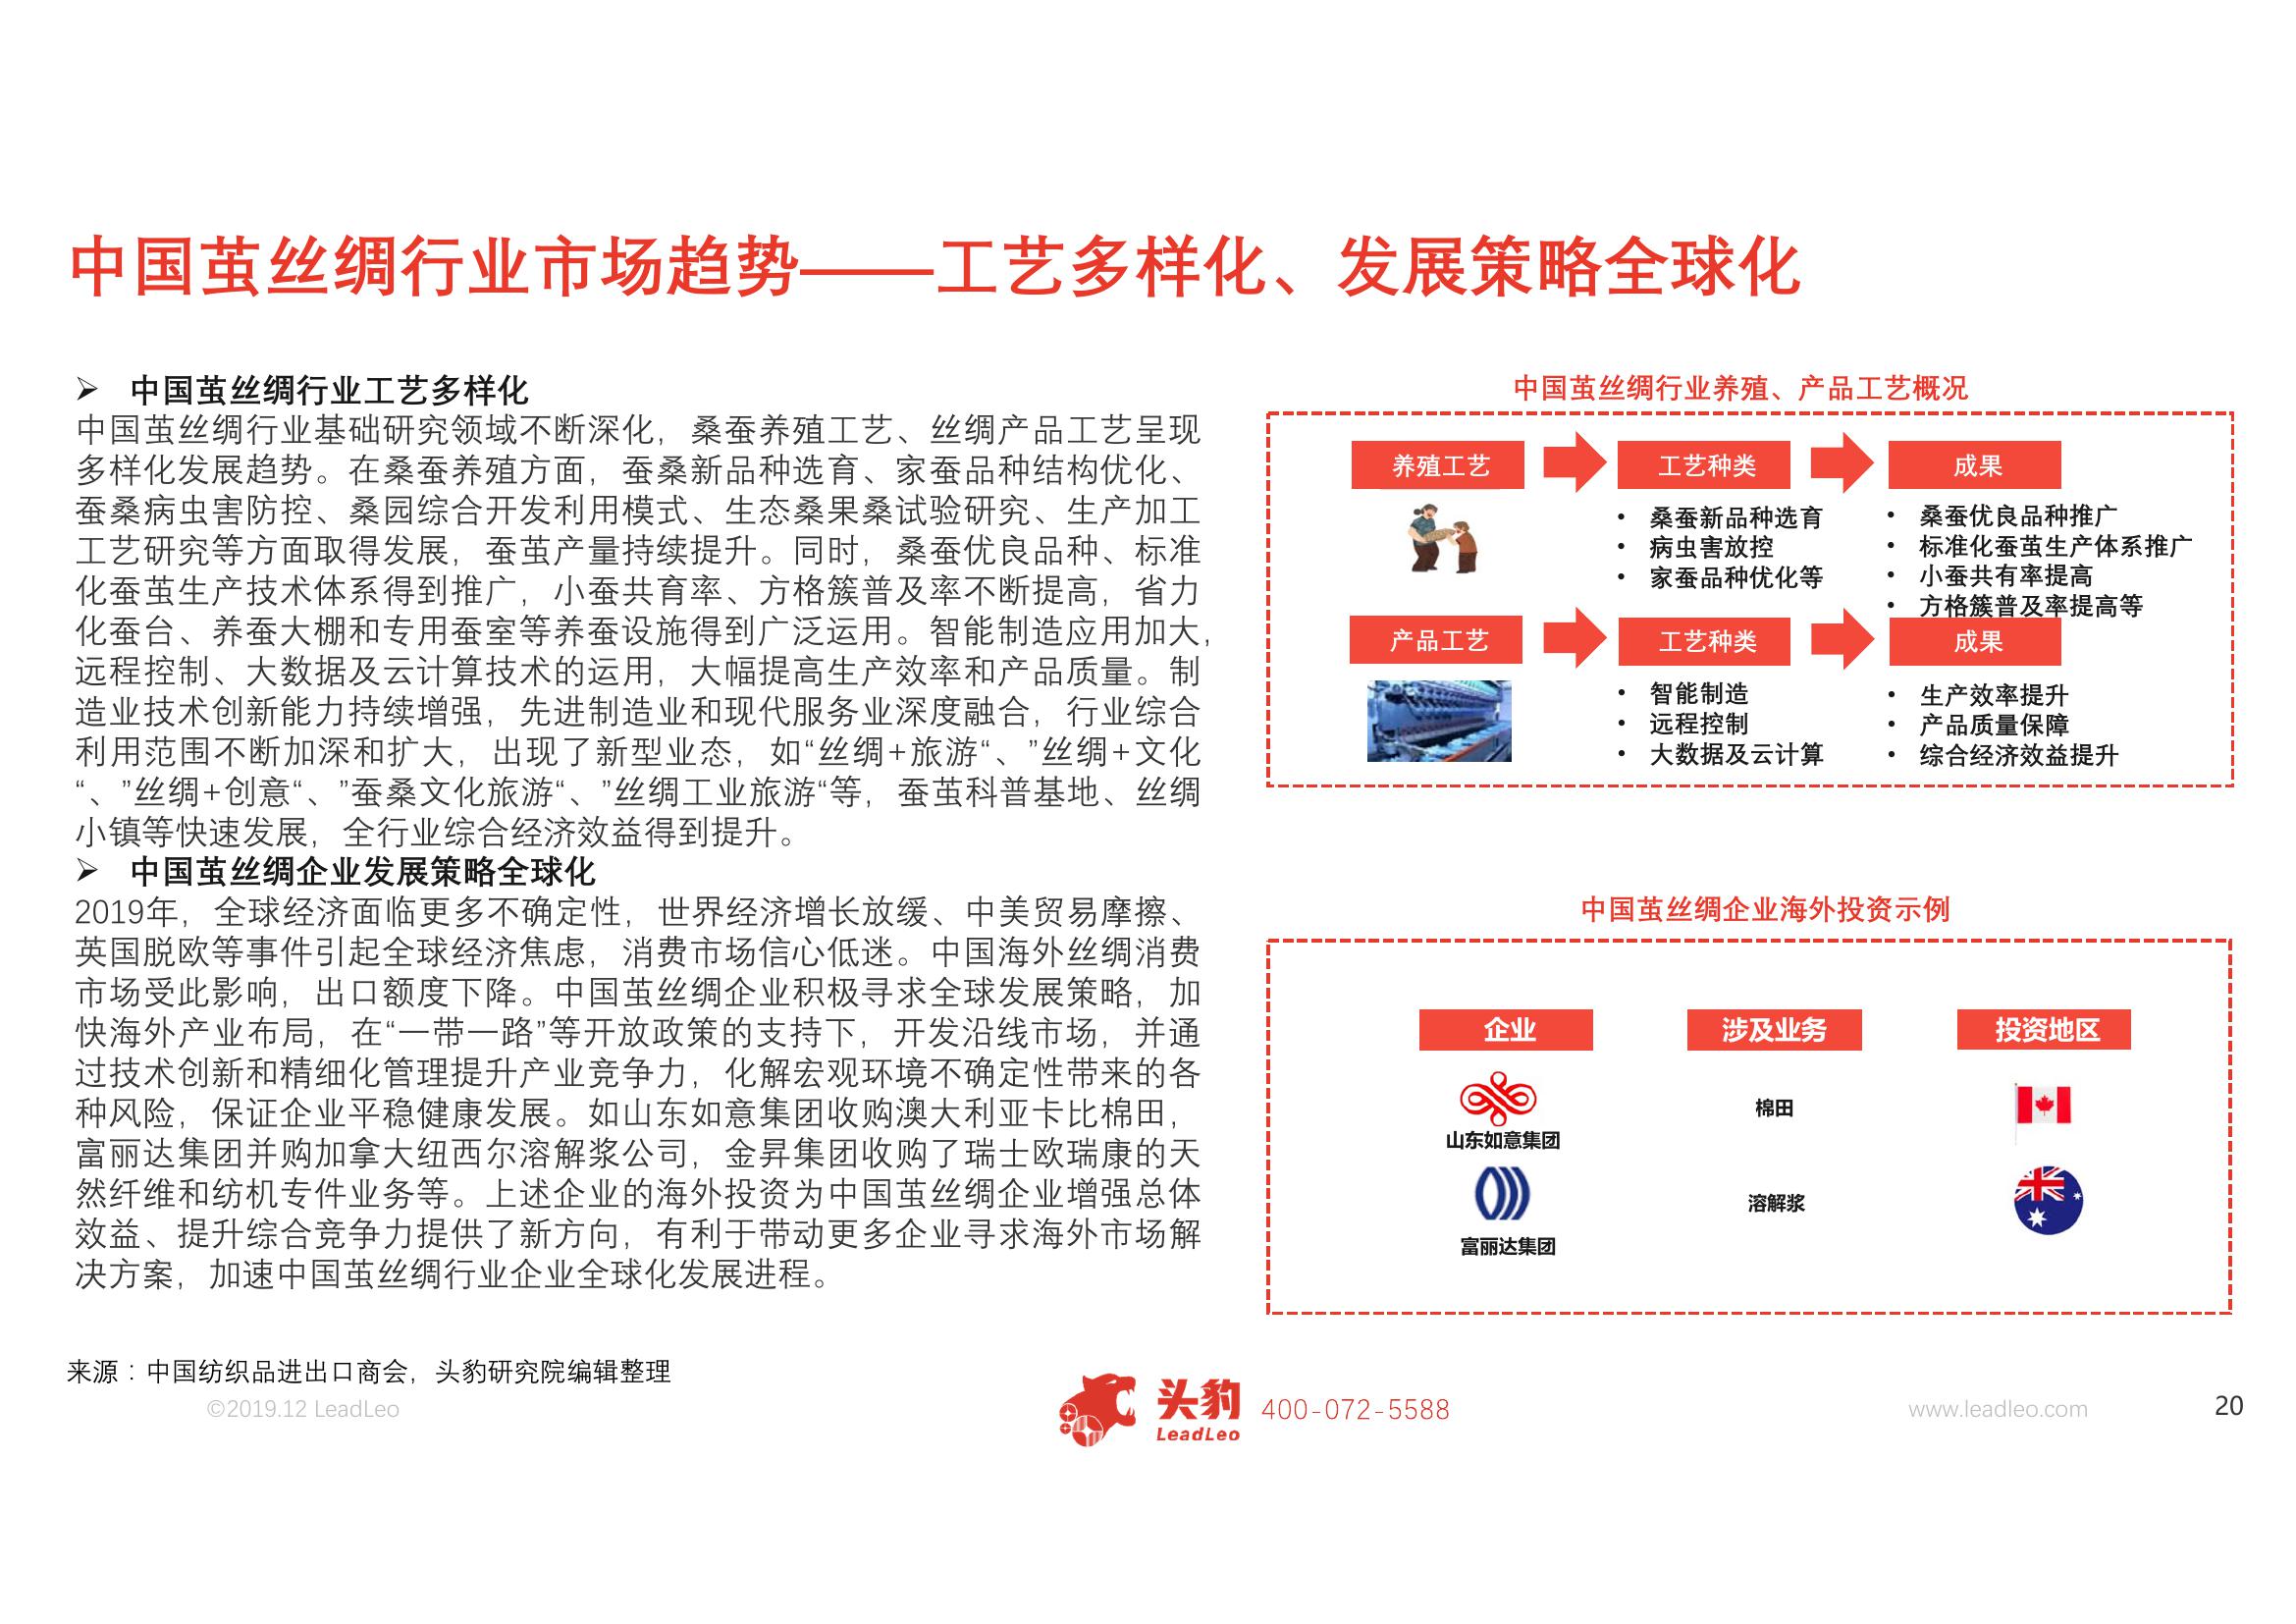 中国茧丝绸行业市场趋势——工艺多样化、发展策略全球化
➢ 中国茧丝绸行业工艺多样化
中国茧丝绸行业基础研究领域不断深化，桑蚕养殖工艺、丝绸产品工艺呈现
多样化发展趋势。在桑蚕养殖方面，蚕桑新品种选育、家蚕品种结构优化、
蚕桑病虫害防控、桑园综合开发利用模式、生态桑果桑试验研究、生产加工
工艺研究等方面取得发展，蚕茧产量持续提升。同时，桑蚕优良品种、标准
化蚕茧生产技术体系得到推广，小蚕共育率、方格簇普及率不断提高，省力
化蚕台、养蚕大棚和专用蚕室等养蚕设施得到广泛运用。智能制造应用加大，
远程控制、大数据及云计算技术的运用，大幅提高生产效率和产品质量。制
造业技术创新能力持续增强，先进制造业和现代服务业深度融合，行业综合
利用范围不断加深和扩大，出现了新型业态，如“丝绸+旅游“、”丝绸+文化
“、”丝绸+创意“、”蚕桑文化旅游“、”丝绸工业旅游“等，蚕茧科普基地、丝绸
小镇等快速发展，全行业综合经济效益得到提升。
➢ 中国茧丝绸企业发展策略全球化
2019年，全球经济面临更多不确定性，世界经济增长放缓、中美贸易摩擦、
英国脱欧等事件引起全球经济焦虑，消费市场信心低迷。中国海外丝绸消费
市场受此影响，出口额度下降。中国茧丝绸企业积极寻求全球发展策略，加
快海外产业布局，在“一带一路”等开放政策的支持下，开发沿线市场，并通
过技术创新和精细化管理提升产业竞争力，化解宏观环境不确定性带来的各
种风险，保证企业平稳健康发展。如山东如意集团收购澳大利亚卡比棉田，
富丽达集团并购加拿大纽西尔溶解浆公司，金昇集团收购了瑞士欧瑞康的天
然纤维和纺机专件业务等。上述企业的海外投资为中国茧丝绸企业增强总体
效益、提升综合竞争力提供了新方向，有利于带动更多企业寻求海外市场解
决方案，加速中国茧丝绸行业企业全球化发展进程。
中国茧丝绸行业养殖、产品工艺概况
养殖工艺 工艺种类 成果
• 桑蚕新品种选育
• 病虫害放控
• 家蚕品种优化等
• 桑蚕优良品种推广
• 标准化蚕茧生产体系推广
• 小蚕共有率提高
• 方格簇普及率提高等
产品工艺 工艺种类 成果
• 智能制造
• 远程控制
• 大数据及云计算
• 生产效率提升
• 产品质量保障
• 综合经济效益提升
中国茧丝绸企业海外投资示例
企业 涉及业务 投资地区
山东如意集团 棉田
富丽达集团 溶解浆
来源：中国纺织品进出口商会，头豹研究院编辑整理
©2019.12 LeadLeo
头豹
LeadLeo
400-072-5588
www.leadleo.com
20